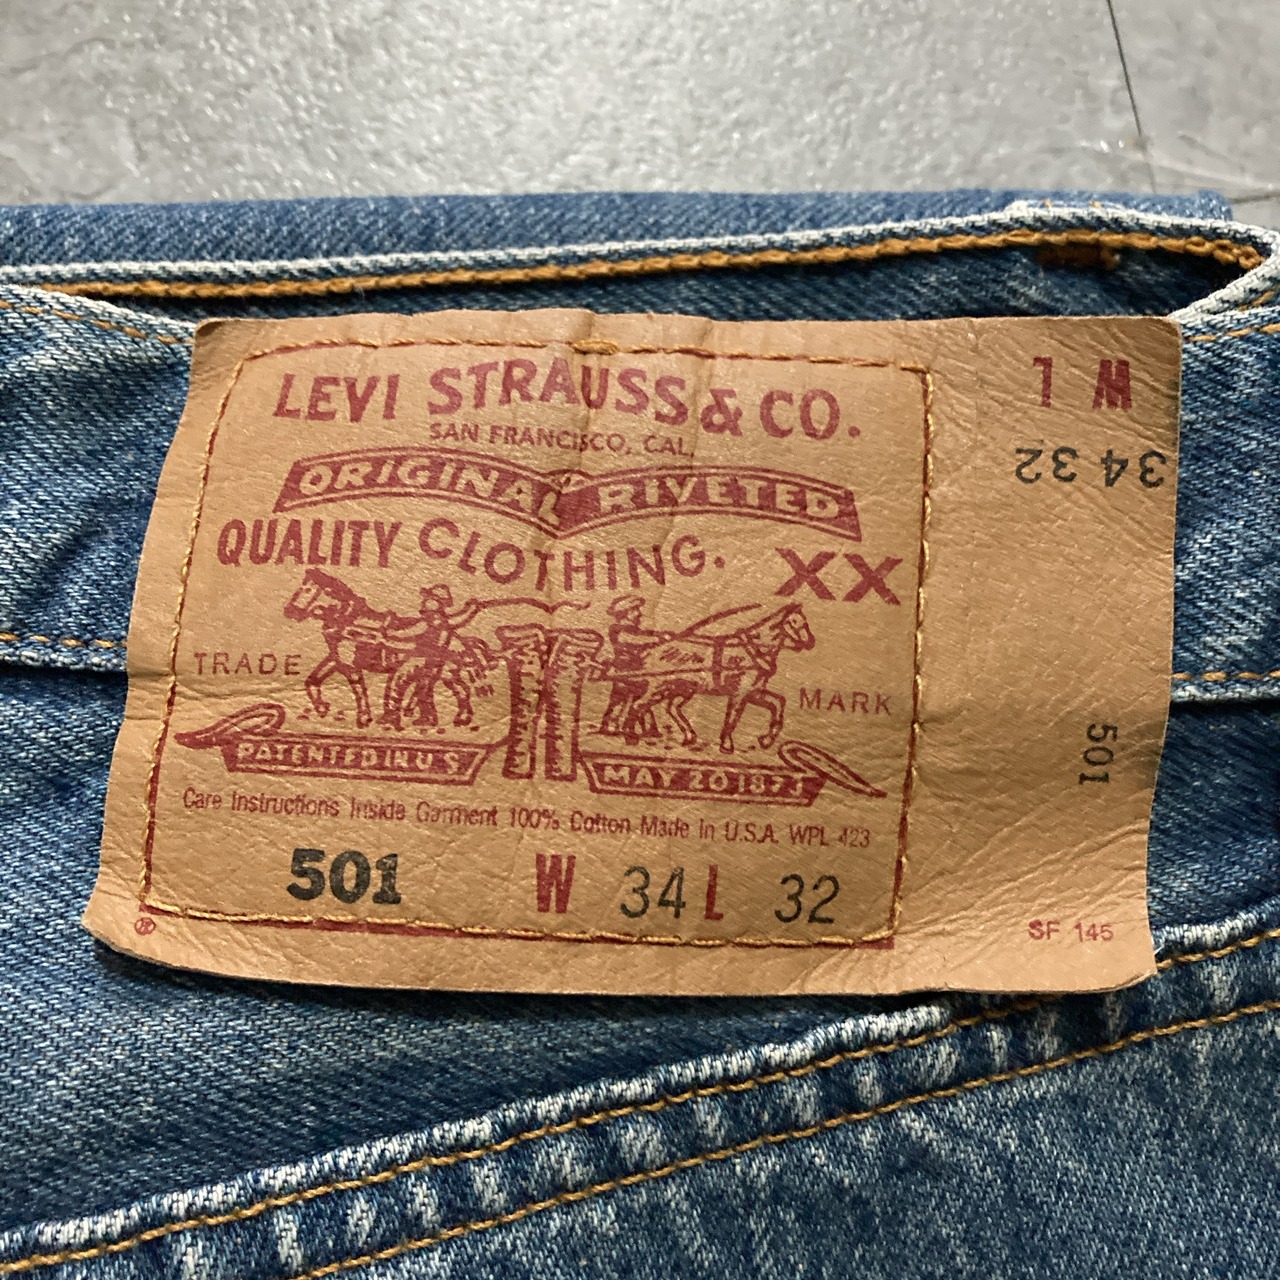 LEVI STRAUSS & CO.
SAN FRANCISCO, CAL.
ORIGINAL RIVETED
QUALITY CLOTHING.
XX
TRADE MARK
PATENTED IN U.S.
MAY 20 1873
Care Instructions Inside Garment 100% Cotton Made In U.S.A. WPL 423
501 W 34 L 32
®
W L
34 32
501
SF 145